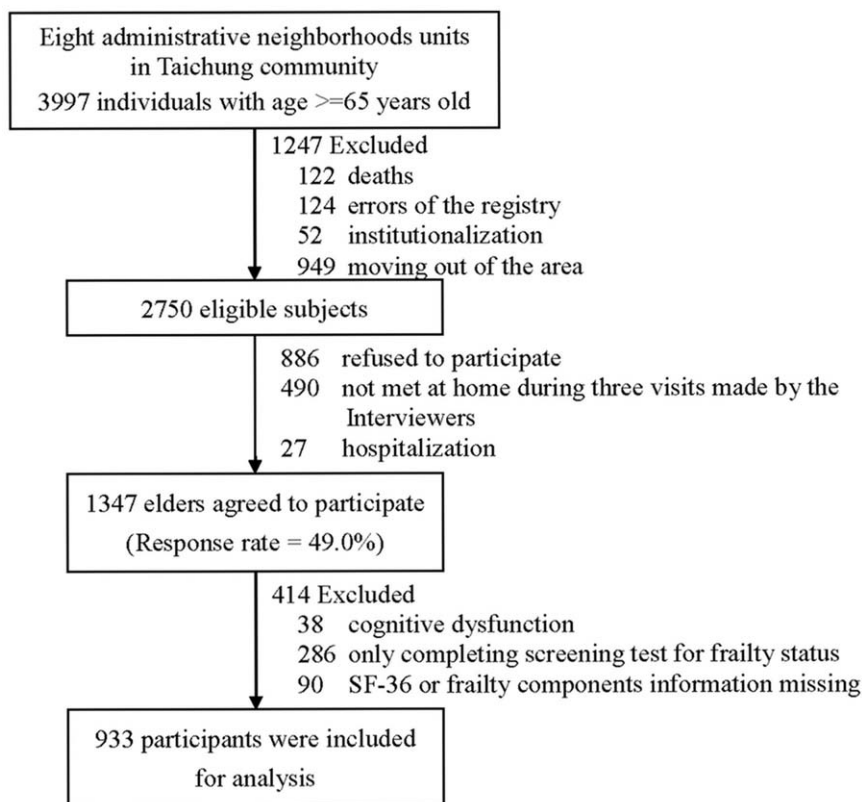 Eight administrative neighborhoods units
in Taichung community
3997 individuals with age >=65 years old
1247 Excluded
122 deaths
124 errors of the registry
52 institutionalization
949 moving out of the area
2750 eligible subjects
886 refused to participate
490 not met at home during three visits made by the
Interviewers
27 hospitalization
1347 elders agreed to participate
(Response rate = 49.0%)
414 Excluded
38 cognitive dysfunction
286 only completing screening test for frailty status
90 SF-36 or frailty components information missing
933 participants were included
for analysis